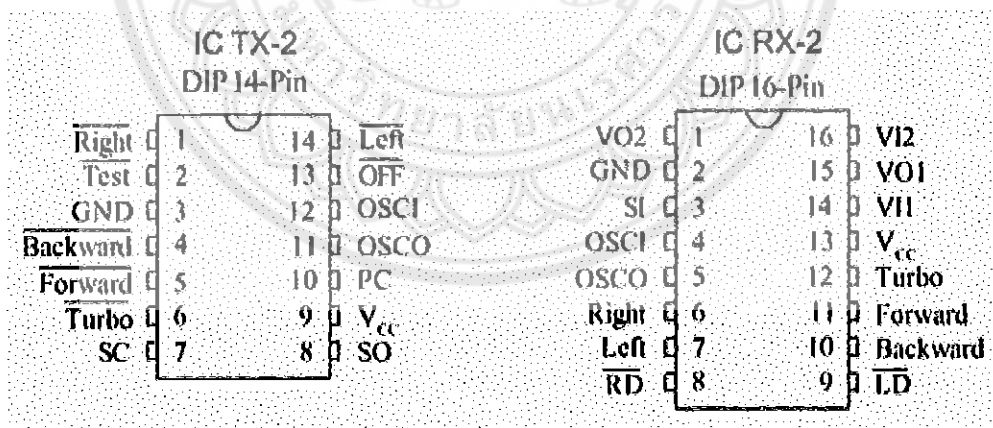 IC TX-2
DIP 14-Pin
Right 1 14 Left
Test 2 13 OFF
GND 3 12 OSCI
Backward 4 11 OSCO
Forward 5 10 PC
Turbo 6 9 Vcc
SC 7 8 SO
IC RX-2
DIP 16-Pin
VO2 1 16 VI2
GND 2 15 VO1
SI 3 14 VI1
OSCI 4 13 Vcc
OSCO 5 12 Turbo
Right 6 11 Forward
Left 7 10 Backward
RD 8 9 LD